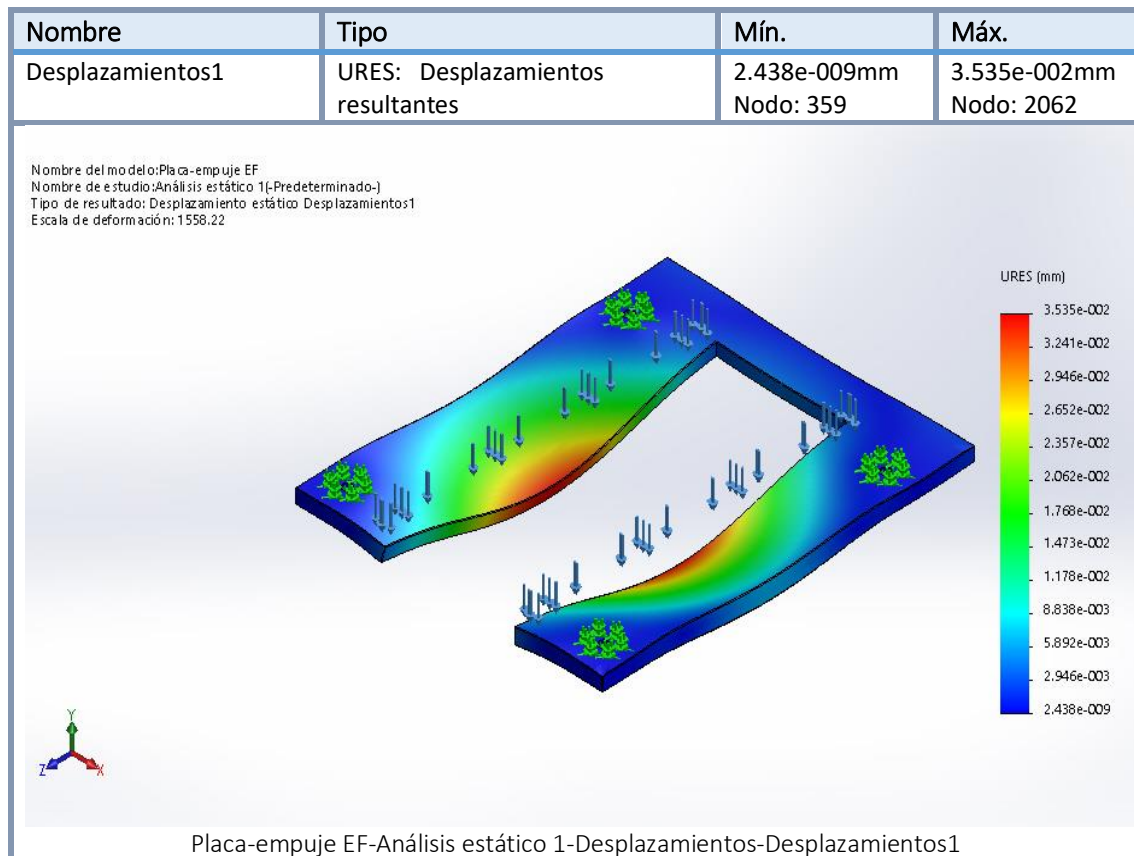 Nombre Tipo Mín. Máx.
Desplazamientos1 URES: Desplazamientos resultantes 2.438e-009mm Nodo: 359 3.535e-002mm Nodo: 2062
Nombre del modelo:Placa-empuje EF
Nombre de estudio:Análisis estático 1(-Predeterminado-)
Tipo de resultado: Desplazamiento estático Desplazamientos1
Escala de deformación: 1558.22
URES (mm)
3.535e-002
3.241e-002
2.946e-002
2.652e-002
2.357e-002
2.062e-002
1.768e-002
1.473e-002
1.178e-002
8.838e-003
5.892e-003
2.946e-003
2.438e-009
Y
Z
X
Placa-empuje EF-Análisis estático 1-Desplazamientos-Desplazamientos1